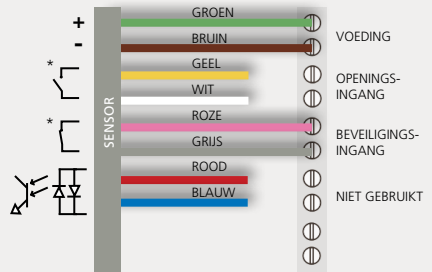 GROEN
+
VOEDING
BRUIN
-
GEEL
*
OPENINGS-
INGANG
WIT
ROZE
*
BEVEILIGINGS-
INGANG
GRIJS
SENSOR
ROOD
NIET GEBRUIKT
BLAUW